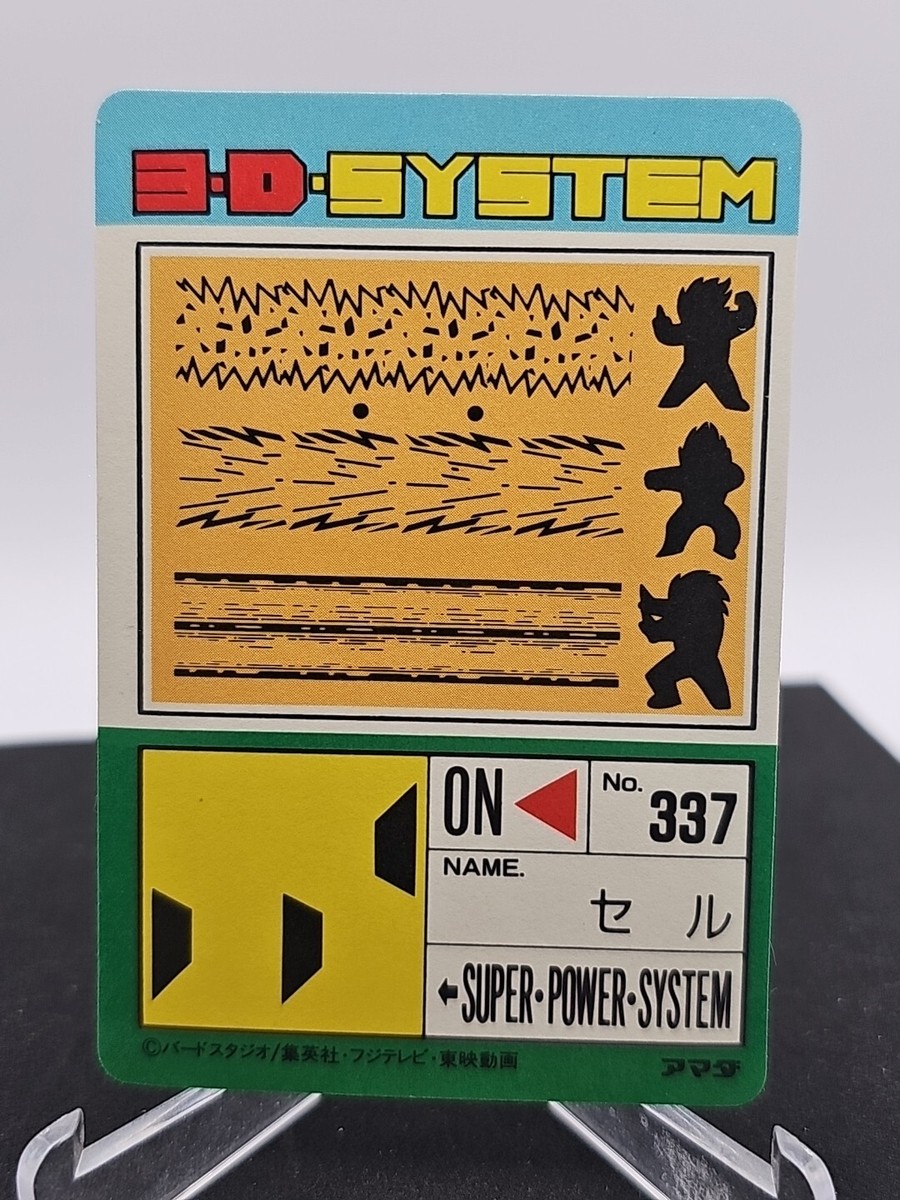 3·D·SYSTEM
ON
No. 337
NAME.
セル
←SUPER·POWER·SYSTEM
©バードスタジオ/集英社・フジテレビ・東映動画
アマダ